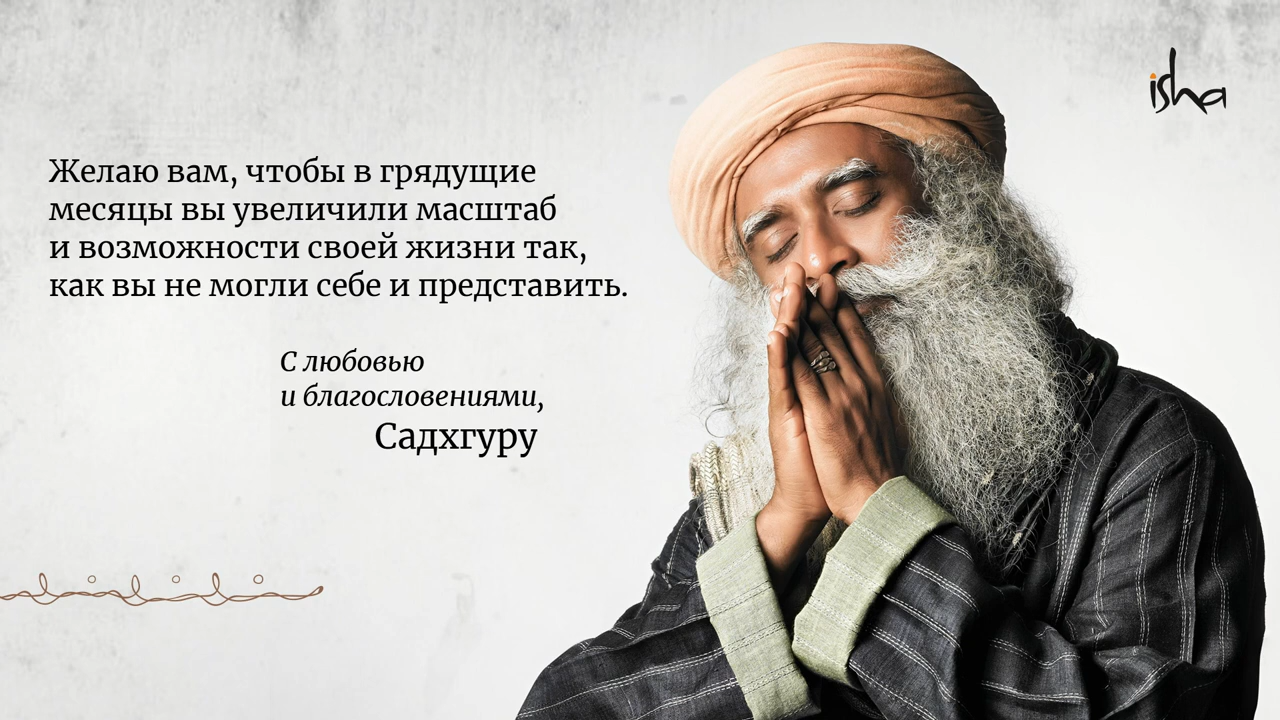 isha
Желаю вам, чтобы в грядущие
месяцы вы увеличили масштаб
и возможности своей жизни так,
как вы не могли себе и представить.
С любовью
и благословениями,
Садхгуру